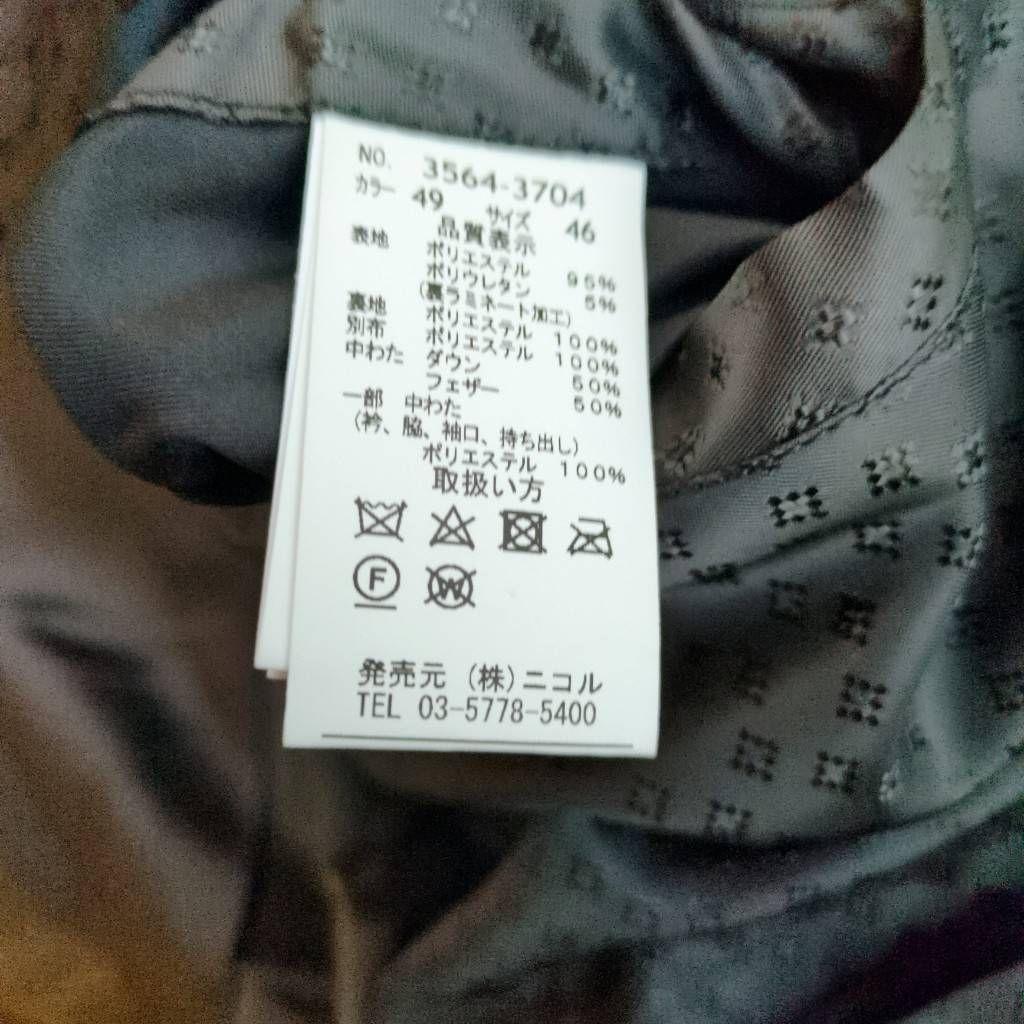 NO. 3564-3704
カラー 49 サイズ 46
品質表示
表地 ポリエステル 95%
ポリウレタン 5%
(裏ラミネート加工)
裏地 ポリエステル 100%
別布 ポリエステル 100%
中わた ダウン 50%
フェザー 50%
一部 中わた
(衿、脇、袖口、持ち出し)
ポリエステル 100%
取扱い方
F W
発売元 (株)ニコル
TEL 03-5778-5400